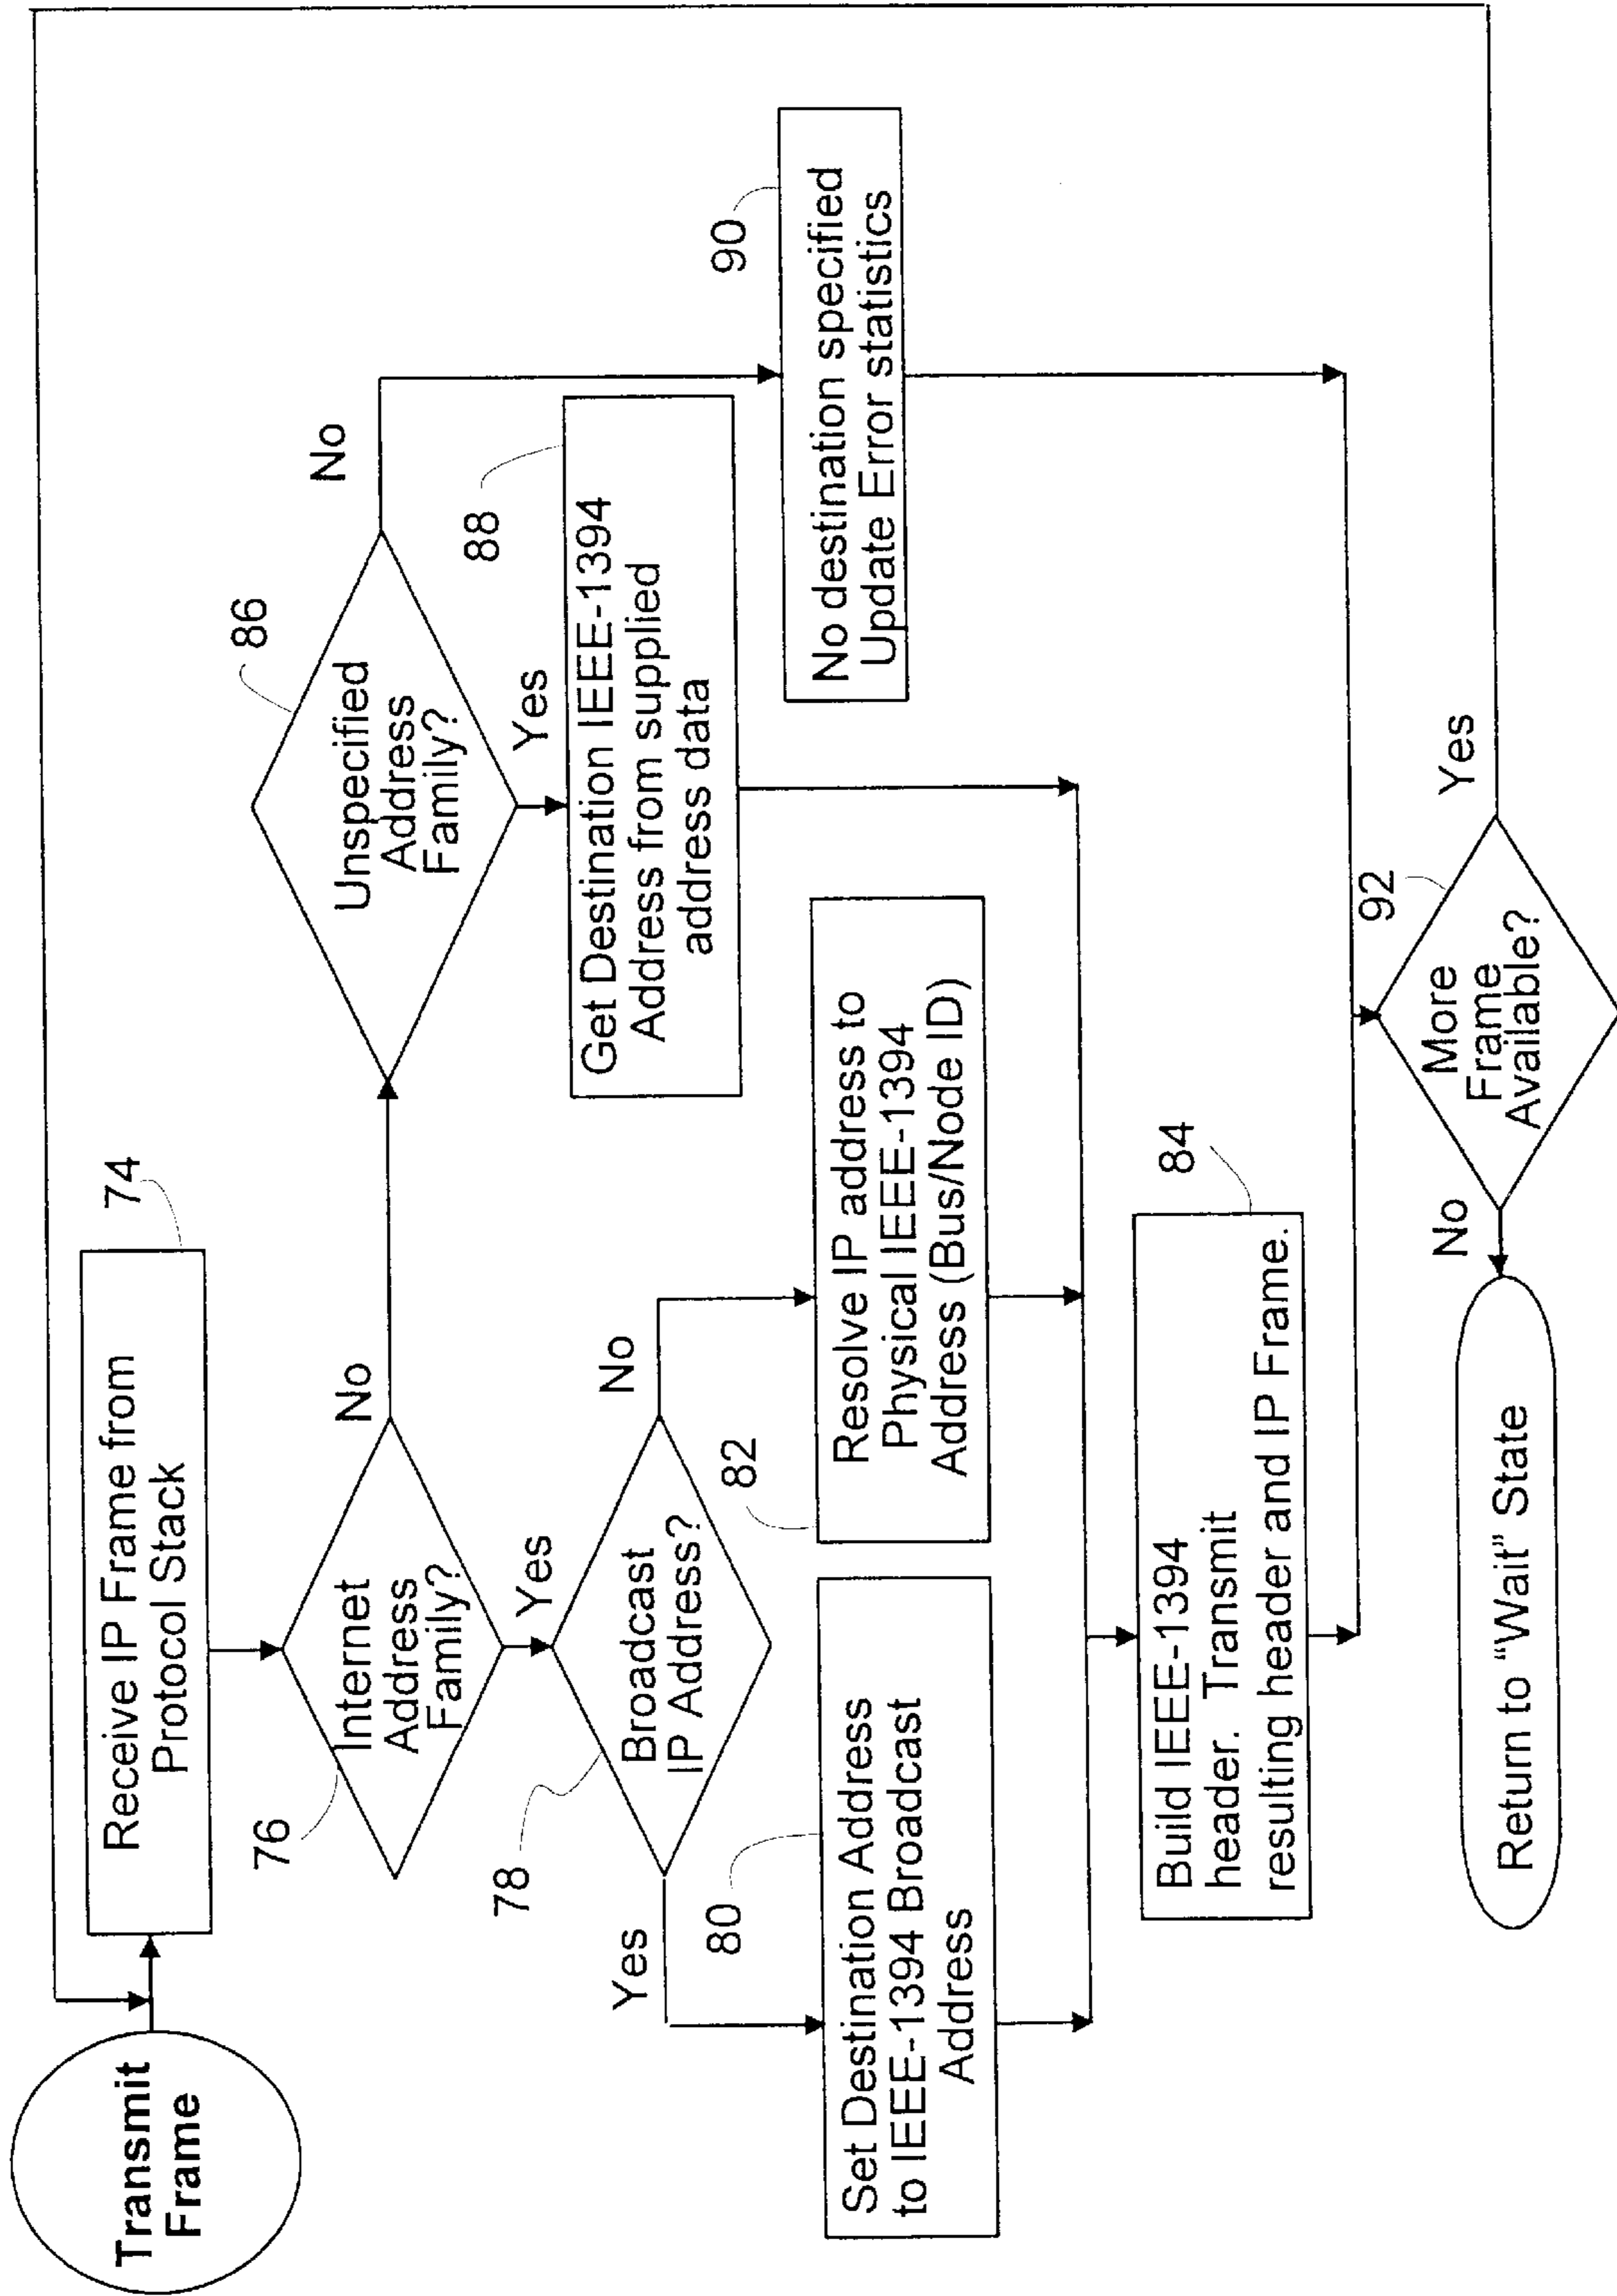 Transmit
Frame
Receive IP Frame from
Protocol Stack
74
Internet
Address
Family?
76
No
Yes
Unspecified
Address
Family?
86
No
Yes
Broadcast
IP Address?
78
Yes
No
Get Destination IEEE-1394
Address from supplied
address data
88
No destination specified
Update Error statistics
90
Set Destination Address
to IEEE-1394 Broadcast
Address
80
Resolve IP address to
Physical IEEE-1394
Address (Bus/Node ID)
82
Build IEEE-1394
header. Transmit
resulting header and IP Frame.
84
More
Frame
Available?
92
Yes
No
Return to “Wait” State